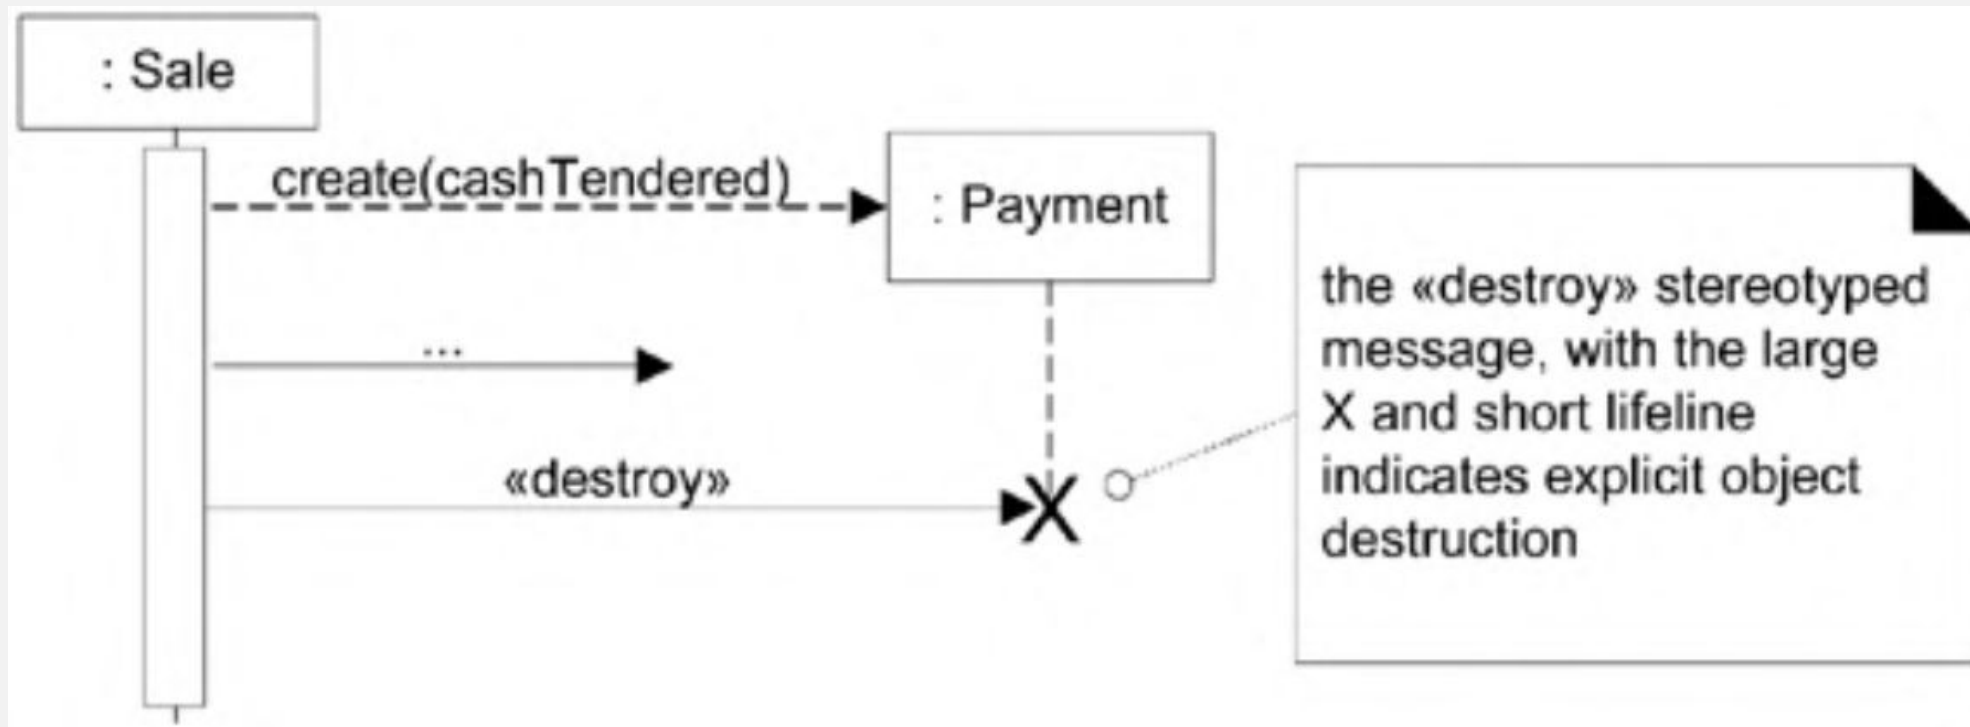 : Sale
create(cashTendered)
: Payment
...
«destroy»
X
the «destroy» stereotyped
message, with the large
X and short lifeline
indicates explicit object
destruction